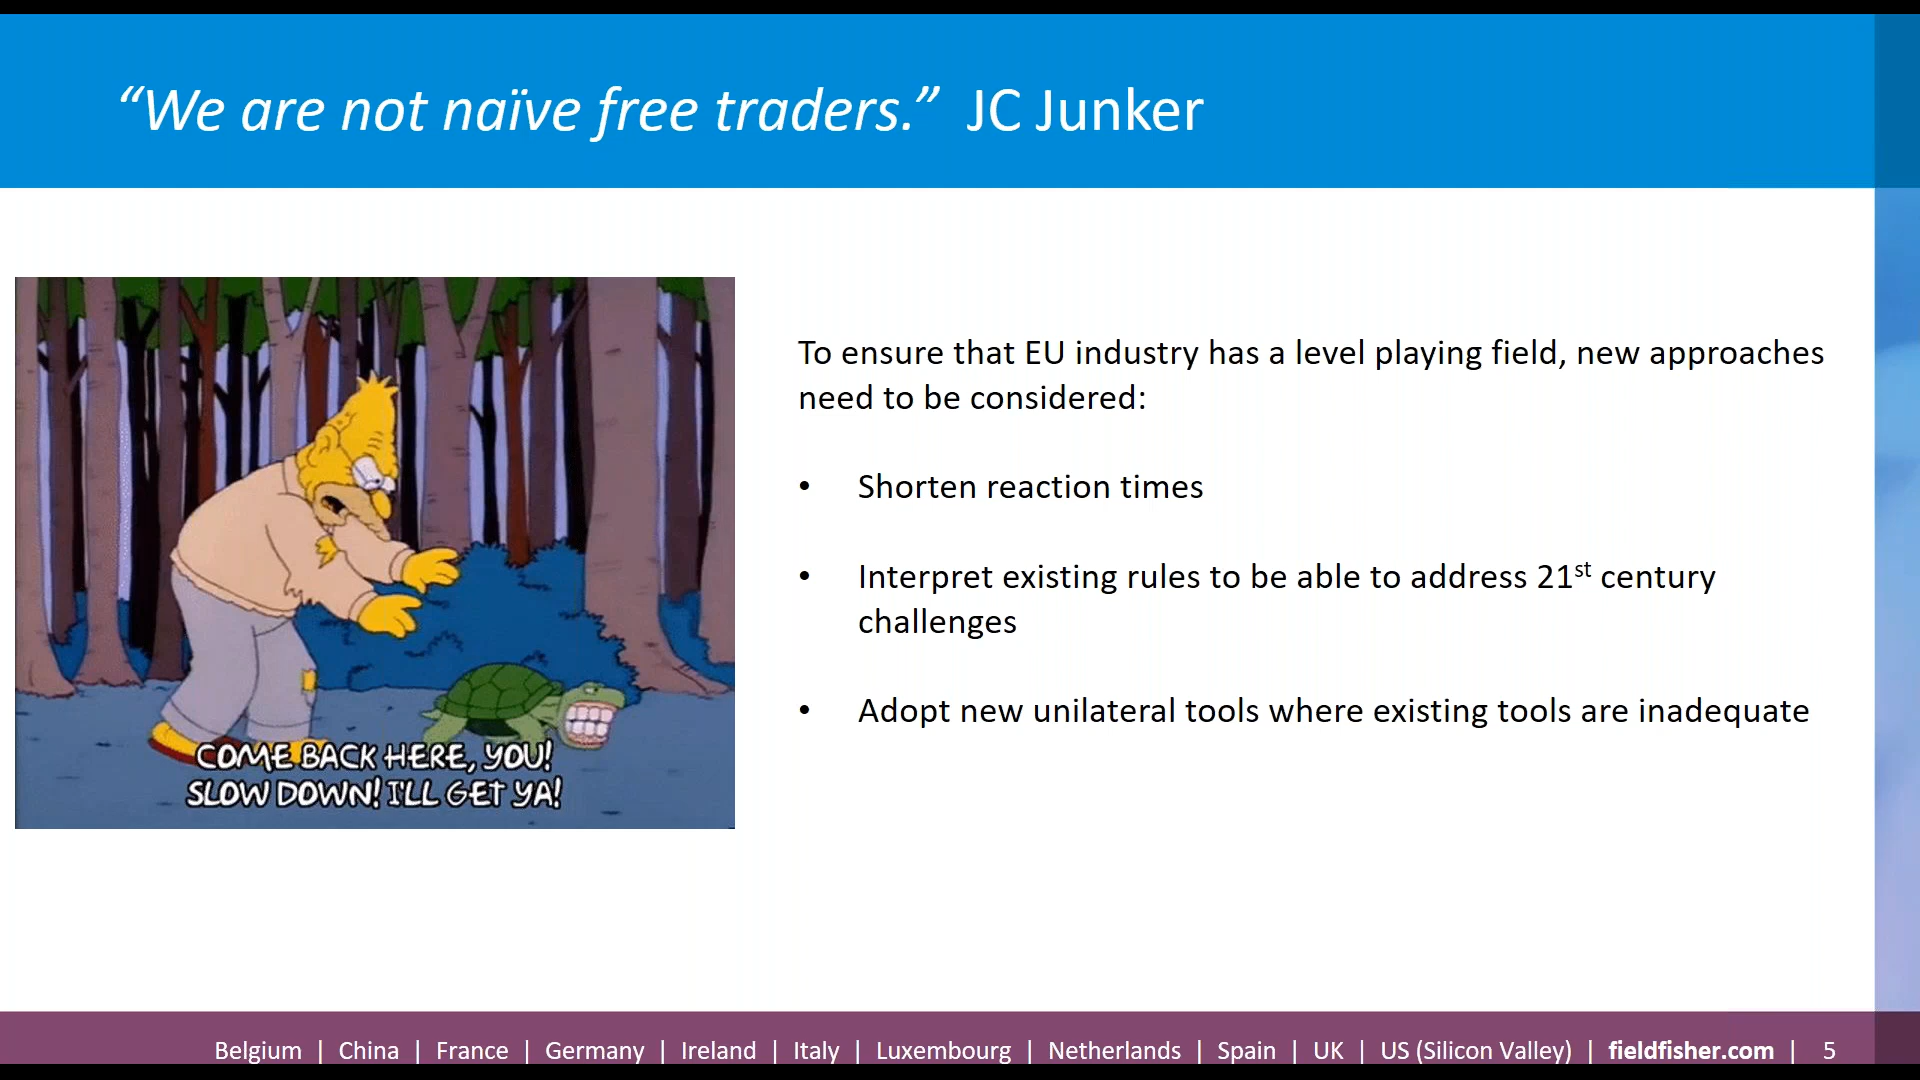 “We are not naïve free traders.” JC Junker
COME BACK HERE, YOU!
SLOW DOWN! I'LL GET YA!
To ensure that EU industry has a level playing field, new approaches
need to be considered:
• Shorten reaction times
• Interpret existing rules to be able to address 21st century
challenges
• Adopt new unilateral tools where existing tools are inadequate
Belgium | China | France | Germany | Ireland | Italy | Luxembourg | Netherlands | Spain | UK | US (Silicon Valley) | fieldfisher.com | 5